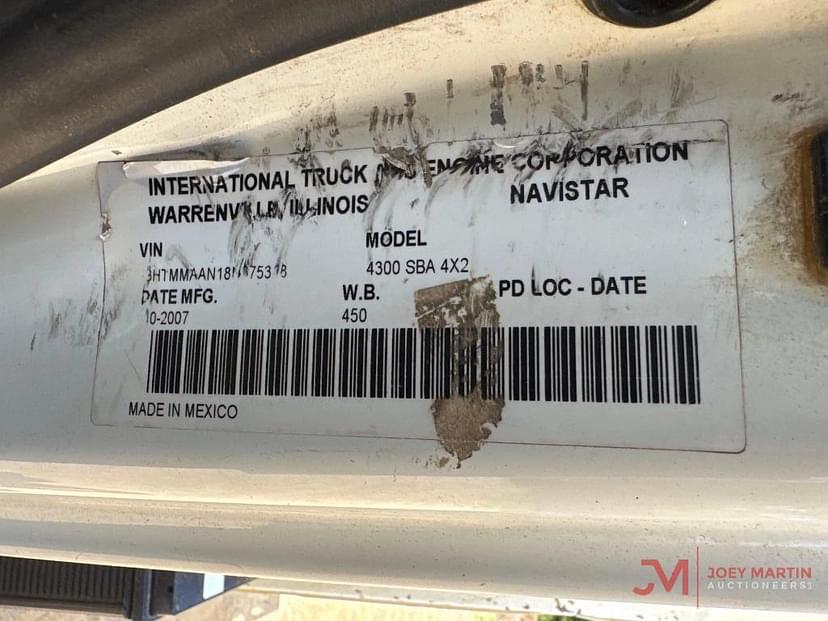 INTERNATIONAL TRUCK CORPORATION
WARRENVILLE, ILLINOIS NAVISTAR
VIN MODEL
4300 SBA 4X2
DATE MFG. W.B. PD LOC - DATE
10-2007 450
MADE IN MEXICO
JM JOEY MARTIN
AUCTIONEERS